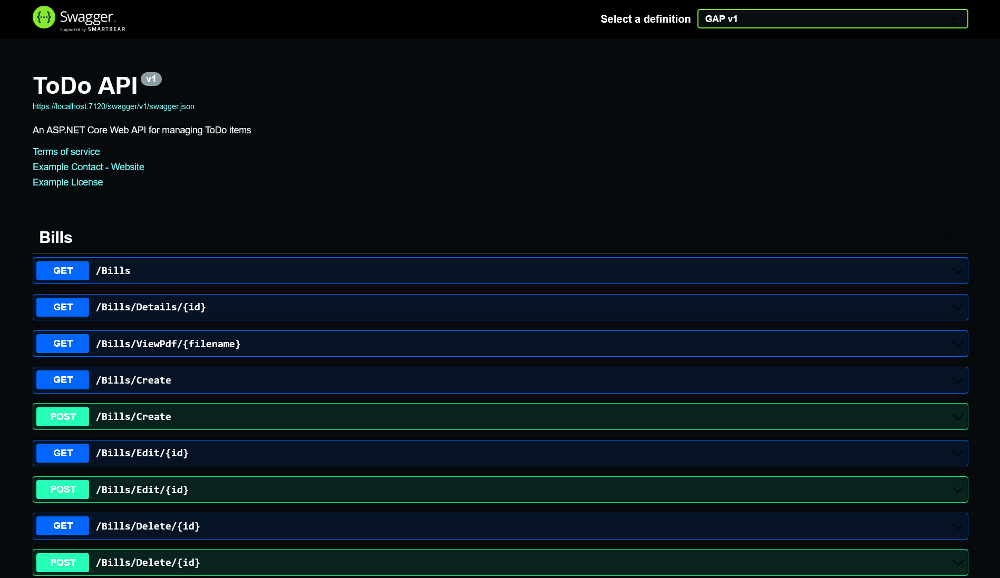 {···} Swagger™
Supported by SMARTBEAR
Select a definition
GAP v1
ToDo API v1
https://localhost:7120/swagger/v1/swagger.json
An ASP.NET Core Web API for managing ToDo items
Terms of service
Example Contact - Website
Example License
Bills
GET /Bills
GET /Bills/Details/{id}
GET /Bills/ViewPdf/{filename}
GET /Bills/Create
POST /Bills/Create
GET /Bills/Edit/{id}
POST /Bills/Edit/{id}
GET /Bills/Delete/{id}
POST /Bills/Delete/{id}